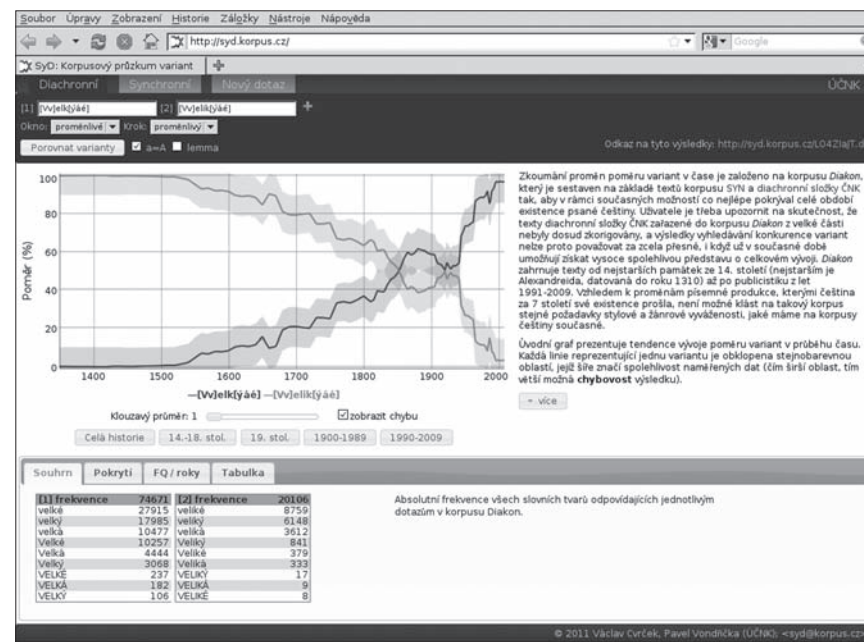 Soubor Úpravy Zobrazení Historie Záložky Nástroje Nápověda
http://syd.korpus.cz/
Google
SyD: Korpusový průzkum variant
Diachronní Synchronní Nový dotaz ÚČNK
[1] [Vv]elk[ýáé] [2] [Vv]elik[ýáé]
Okno: proměnlivé Krok: proměnlivý
Porovnat varianty a=A lemma
Odkaz na tyto výsledky: http://syd.korpus.cz/
Zkoumání proměn poměru variant v čase je založeno na korpusu Diakon,
který je sestaven na základě textů korpusu SYN a diachronní složky ČNK
tak, aby v rámci současných možností co nejlépe pokrýval celé období
existence psané češtiny. Uživatele je třeba upozornit na skutečnost, že
texty diachronní složky ČNK zařazené do korpusu Diakon z velké části
nebyly dosud zkorigovány, a výsledky vyhledávání konkurence variant
nelze proto považovat za zcela přesné, i když už v současné době
umožňují získat vysoce spolehlivou představu o celkovém vývoji. Diakon
zahrnuje texty od nejstarších památek ze 14. století (nejstarším je
Alexandreida, datovaná do roku 1310) až po publicistiku z let
1991-2009. Vzhledem k proměnám písemné produkce, kterými čeština
za 7 století své existence prošla, není možné klást na takový korpus
stejné požadavky stylové a žánrové vyváženosti, jaké máme na korpusy
češtiny současné.
Úvodní graf prezentuje tendence vývoje poměru variant v průběhu času.
Každá linie reprezentující jednu variantu je obklopena stejnobarevnou
oblastí, jejíž šíře značí spolehlivost naměřených dat (čím širší oblast, tím
větší možná chybovost výsledku).
+ více
Poměr (%)
100
80
60
40
20
0
1400 1500 1600 1700 1800 1900 2000
—[Vv]elk[ýáé] —[Vv]elik[ýáé]
Klouzavý průměr: 1 zobrazit chybu
Celá historie 14.-18. stol. 19. stol. 1900-1989 1990-2009
Souhrn Pokrytí FQ / roky Tabulka
[1] frekvence 74671 [2] frekvence 20106
velké 27915 veliké 8759
velký 17985 veliký 6148
velká 10477 veliká 3612
Velké 10257 Veliký 841
Velká 4444 Veliké 379
Velký 3068 Veliká 333
VELKÉ 237 VELIKÝ 17
VELKÁ 182 VELIKÁ 9
VELKÝ 106 VELIKÉ 8
Absolutní frekvence všech slovních tvarů odpovídajících jednotlivým
dotazům v korpusu Diakon.
© 2011 Václav Cvrček, Pavel Vondřička (ÚČNK); <syd@korpus.cz>